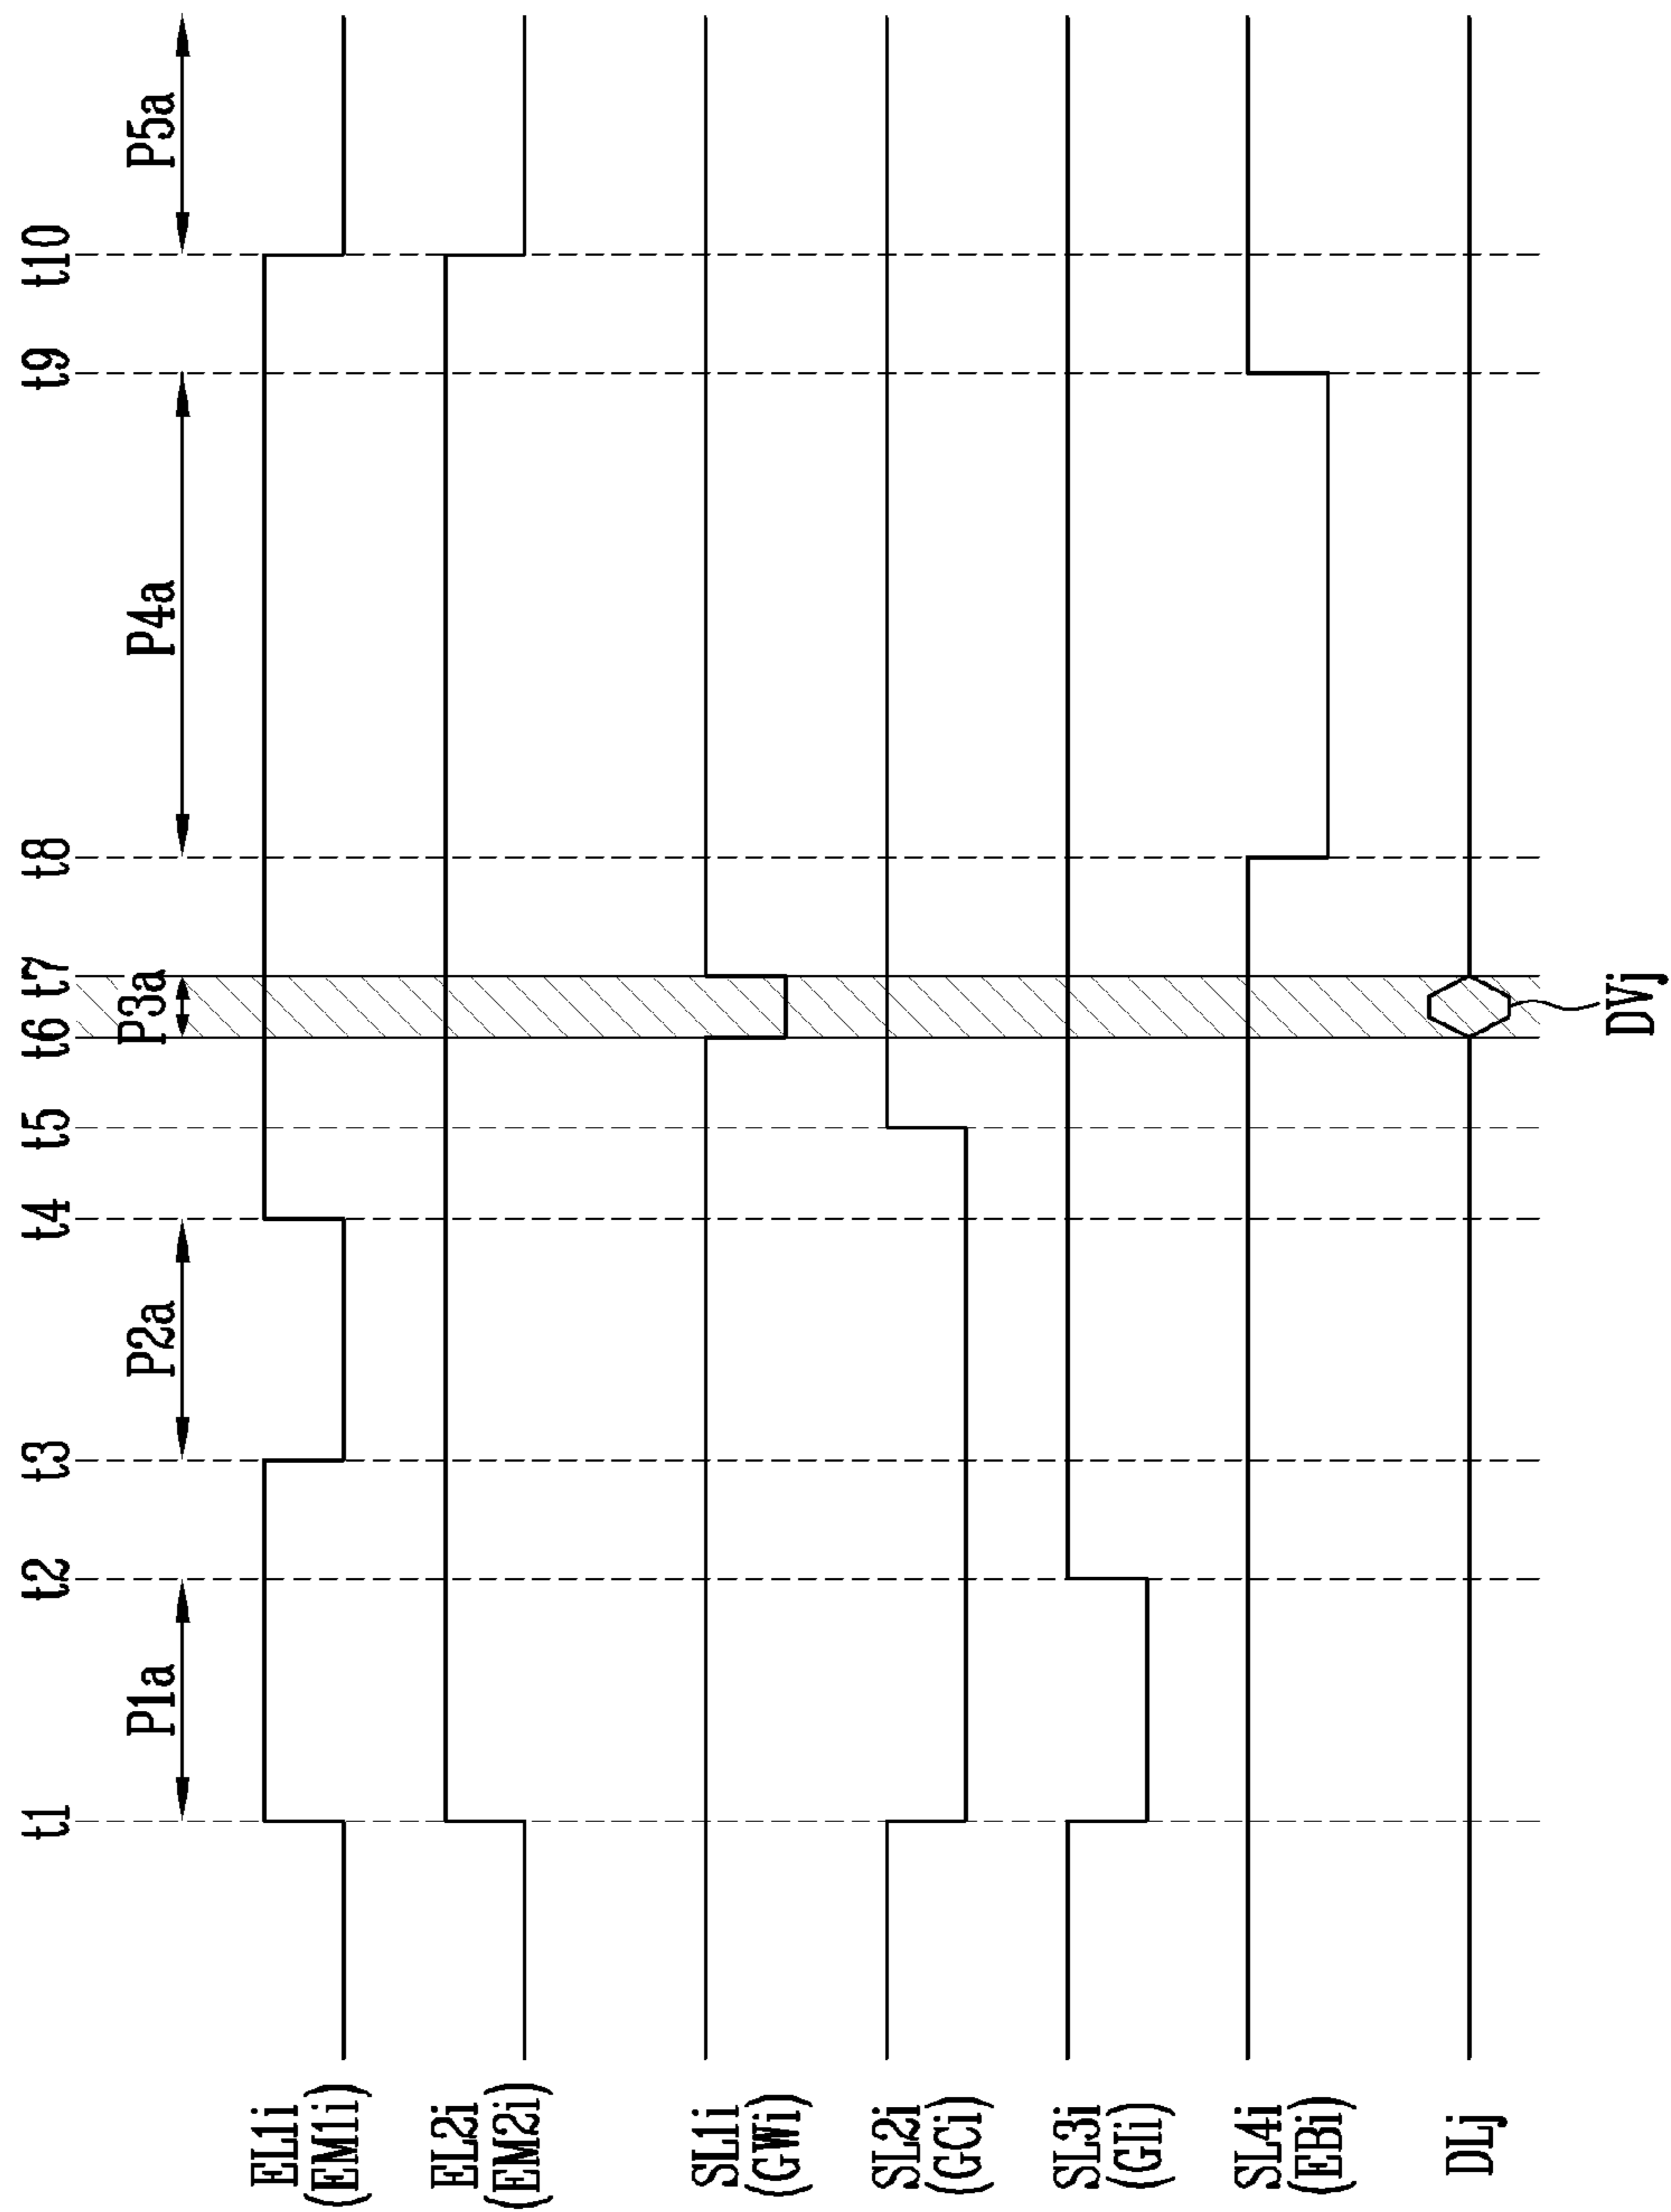 t1 t2 t3 t4 t5 t6 t7 t8 t9 t10
P1a P2a P3a P4a P5a
EL1i
(EM1i)
EL2i
(EM2i)
SL1i
(GWi)
SL2i
(GCi)
SL3i
(GIi)
SL4i
(EBi)
DLj
DVj